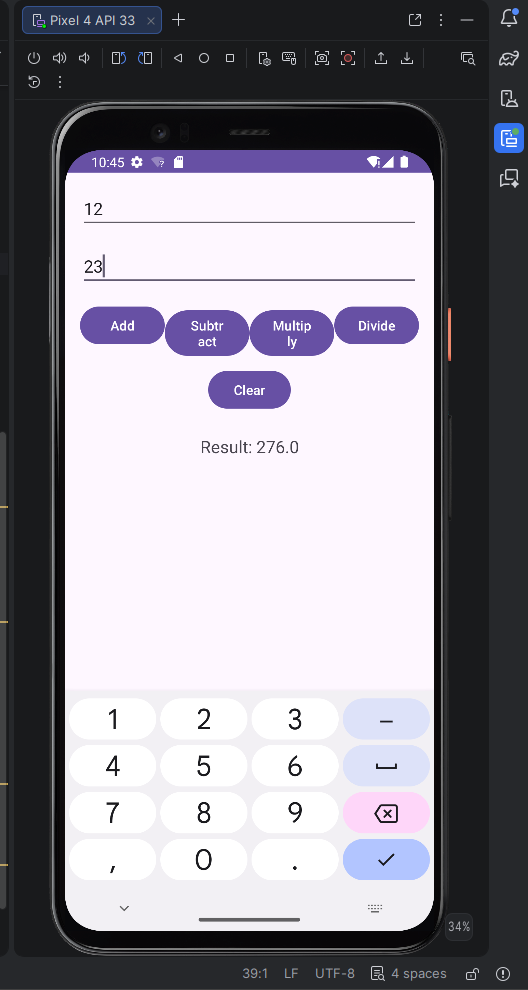 Pixel 4 API 33
10:45
12
23
Add
Subtr
act
Multip
ly
Divide
Clear
Result: 276.0
1 2 3 –
4 5 6
7 8 9
, 0 .
34%
39:1 LF UTF-8 4 spaces